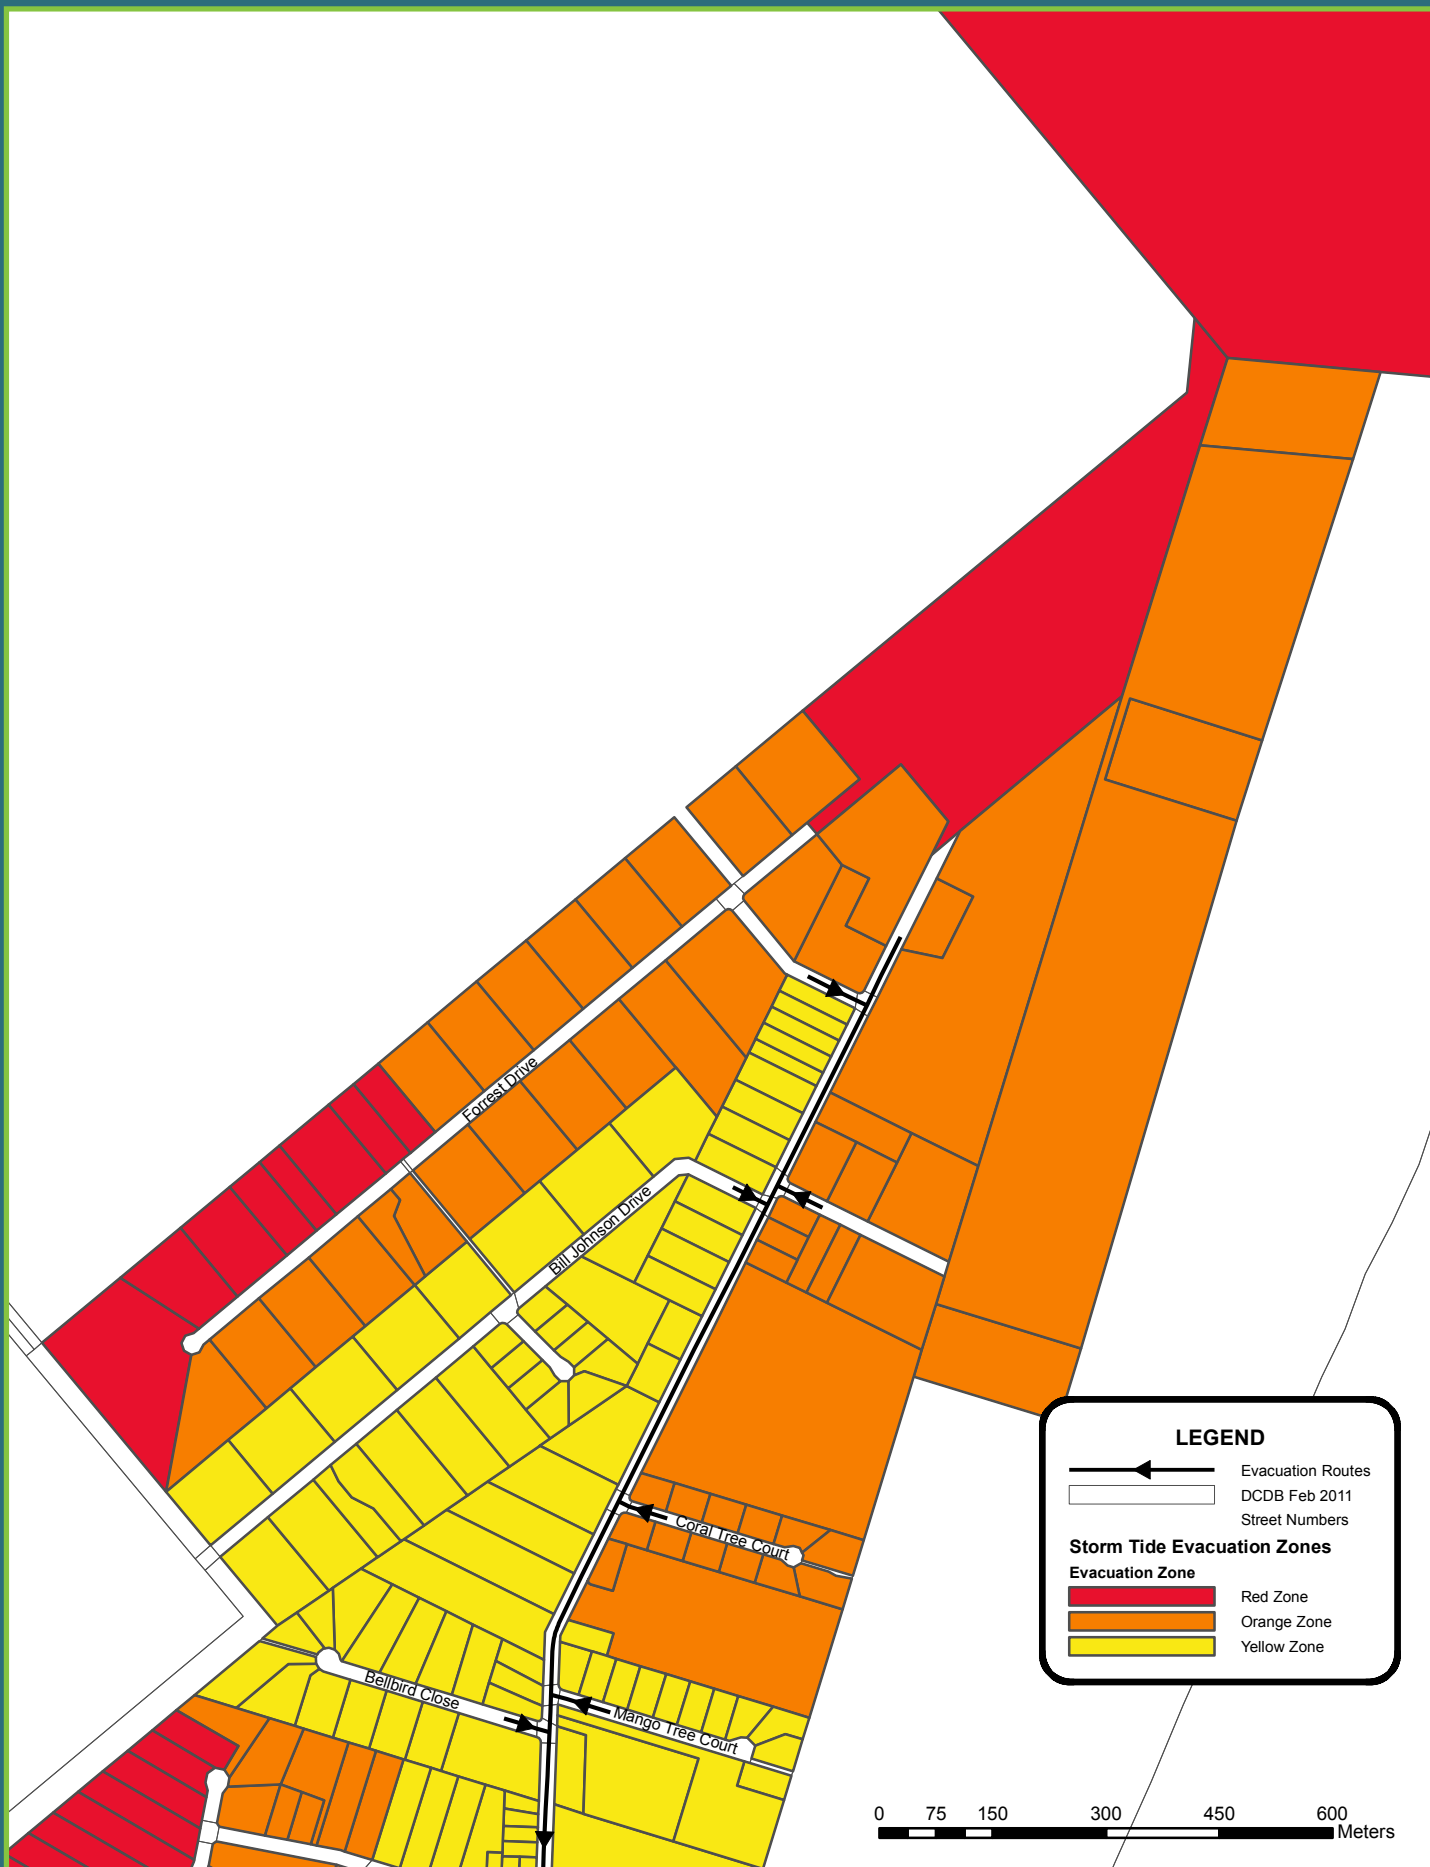 Forrest Drive
Bill Johnson Drive
Coral Tree Court
Bellbird Close
Mango Tree Court
LEGEND
Evacuation Routes
DCDB Feb 2011
Street Numbers
Storm Tide Evacuation Zones
Evacuation Zone
Red Zone
Orange Zone
Yellow Zone
0 75 150 300 450 600
Meters